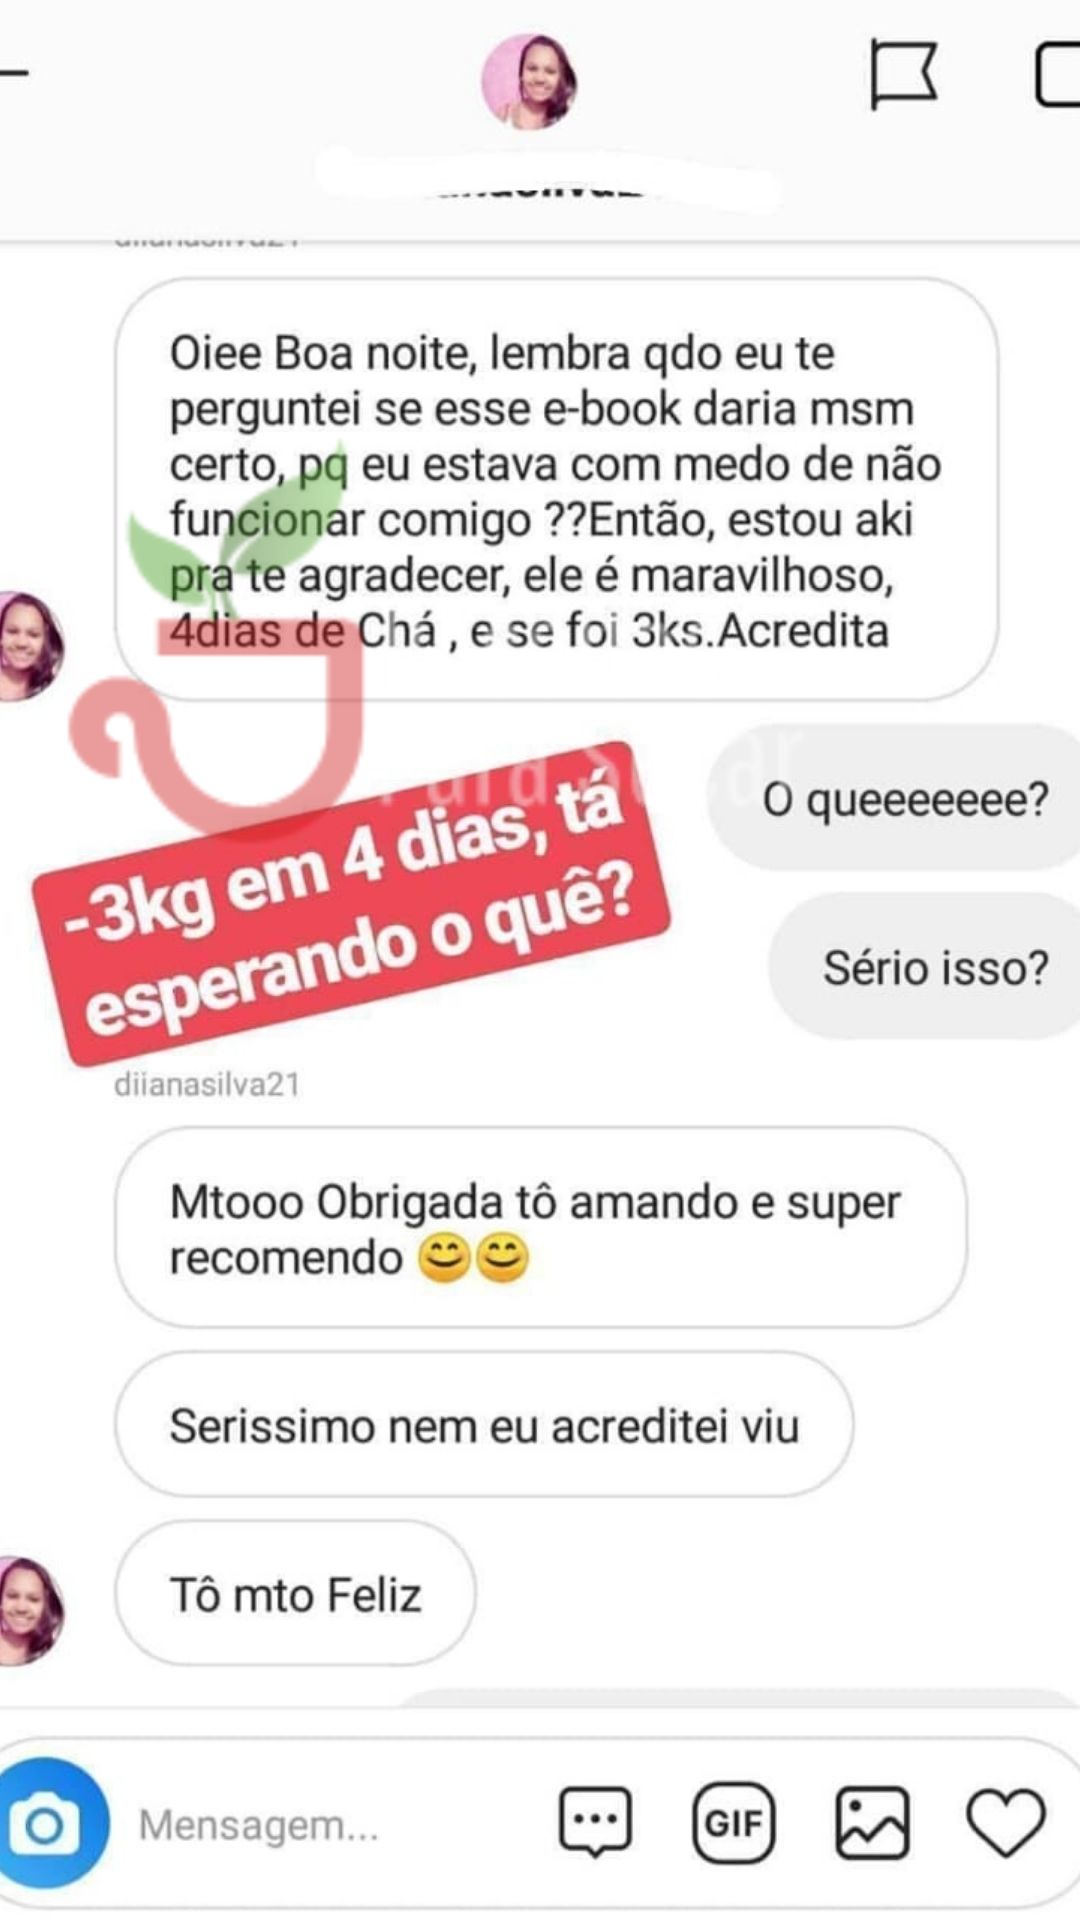 Oiee Boa noite, lembra qdo eu te
perguntei se esse e-book daria msm
certo, pq eu estava com medo de não
funcionar comigo ??Então, estou aki
pra te agradecer, ele é maravilhoso,
4dias de Chá , e se foi 3ks.Acredita
O queeeeeee?
-3kg em 4 dias, tá
esperando o quê?
Sério isso?
diianasilva21
Mtooo Obrigada tô amando e super
recomendo 😊😊
Serissimo nem eu acreditei viu
Tô mto Feliz
Mensagem...
GIF